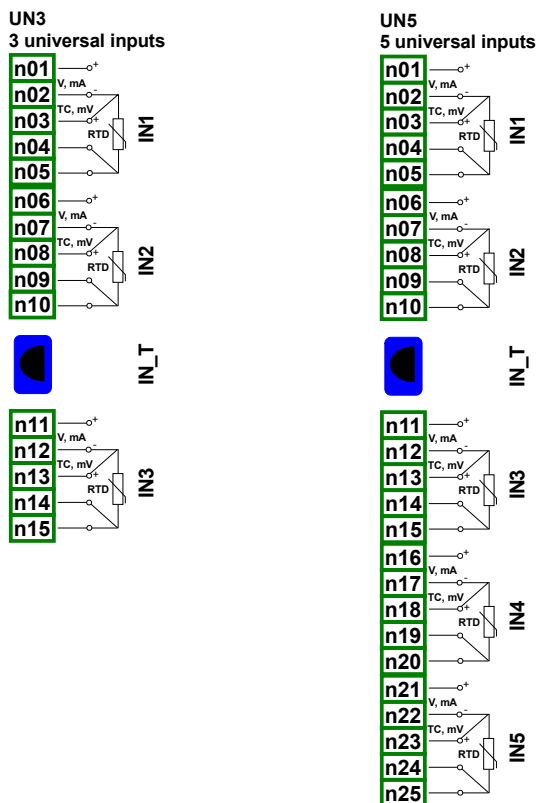 UN3
3 universal inputs
n01
+
V, mA
n02
-
TC, mV
n03
+
RTD
n04
n05
IN1
n06
+
V, mA
n07
-
TC, mV
n08
+
RTD
n09
n10
IN2
IN_T
n11
+
V, mA
n12
-
TC, mV
n13
+
RTD
n14
n15
IN3
UN5
5 universal inputs
n01
+
V, mA
n02
-
TC, mV
n03
+
RTD
n04
n05
IN1
n06
+
V, mA
n07
-
TC, mV
n08
+
RTD
n09
n10
IN2
IN_T
n11
+
V, mA
n12
-
TC, mV
n13
+
RTD
n14
n15
IN3
n16
+
V, mA
n17
-
TC, mV
n18
+
RTD
n19
n20
IN4
n21
+
V, mA
n22
-
TC, mV
n23
+
RTD
n24
n25
IN5